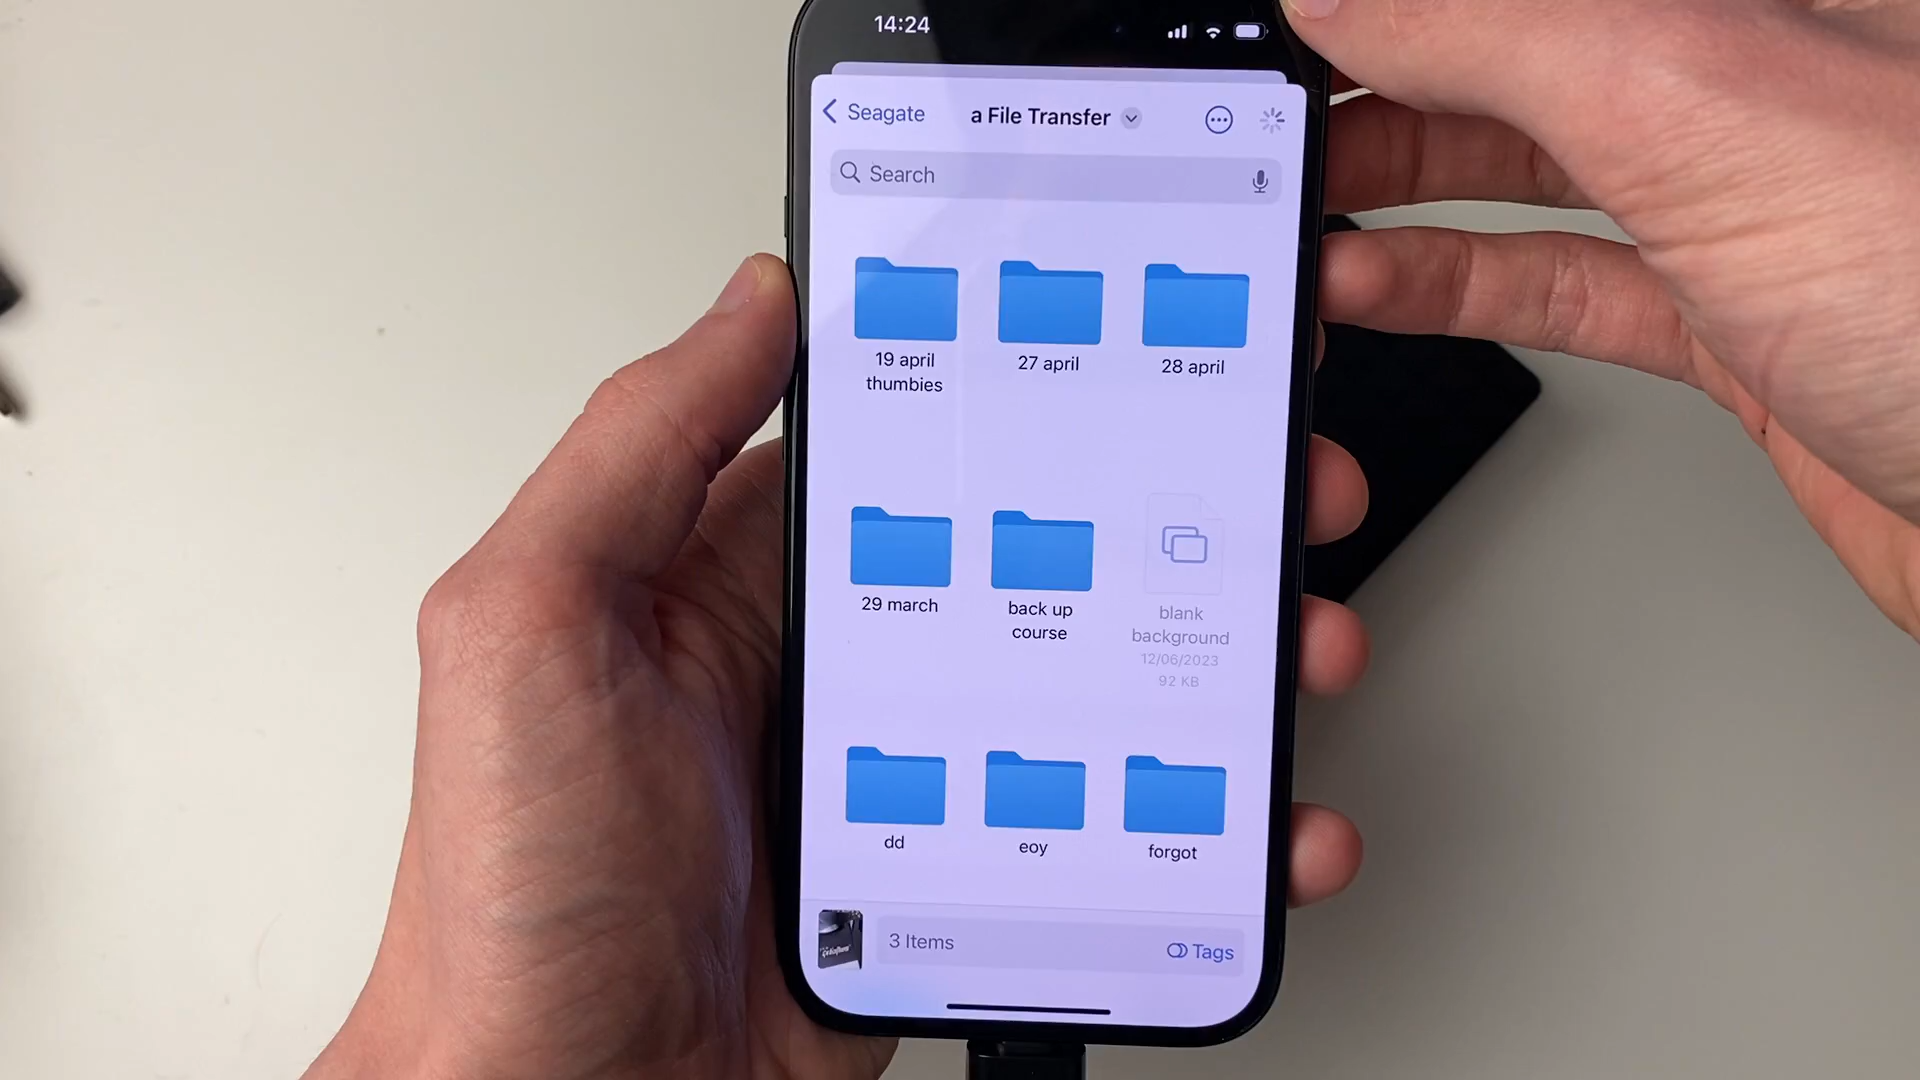 14:24
Seagate
a File Transfer
Search
19 april
thumbies
27 april
28 april
29 march
back up
course
blank
background
12/06/2023
92 KB
dd
eoy
forgot
3 Items
Tags